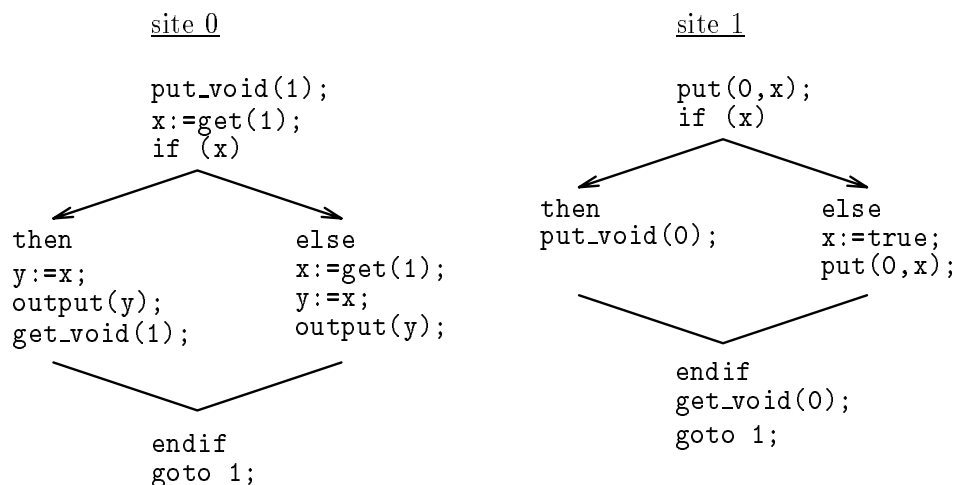 site 0
put_void(1);
x:=get(1);
if (x)
then
y:=x;
output(y);
get_void(1);
else
x:=get(1);
y:=x;
output(y);
endif
goto 1;
site 1
put(0,x);
if (x)
then
put_void(0);
else
x:=true;
put(0,x);
endif
get_void(0);
goto 1;